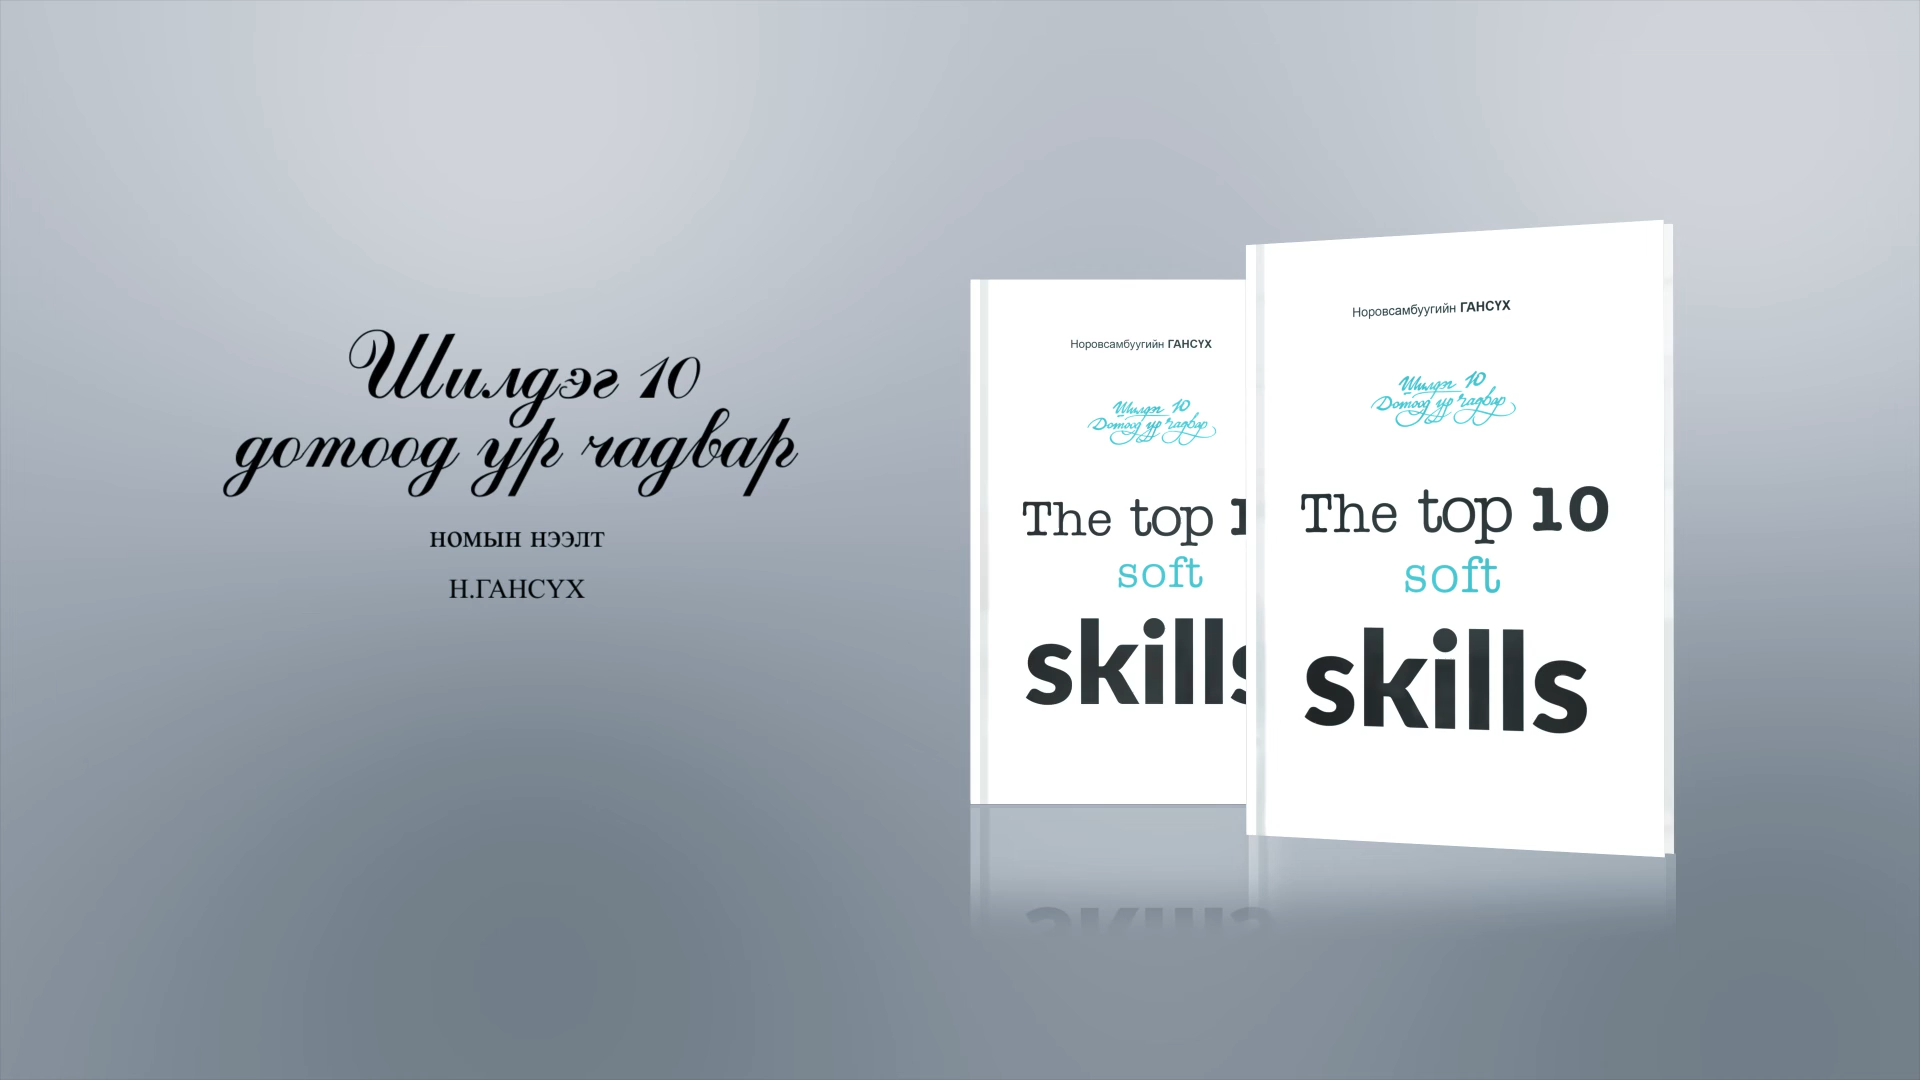 Шилдэг 10
дотоод ур чадвар
НОМЫН НЭЭЛТ
Н.ГАНСҮХ
Норовсамбуугийн ГАНСҮХ
Шилдэг 10
Дотоод ур чадвар
The top 1
soft
skills
Норовсамбуугийн ГАНСҮХ
Шилдэг 10
Дотоод ур чадвар
The top 10
soft
skills